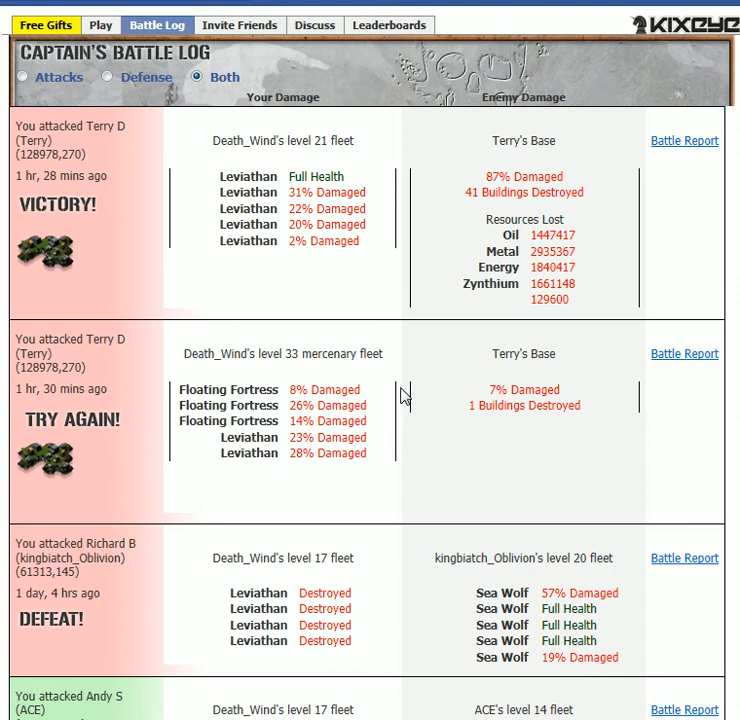 Free Gifts Play Battle Log Invite Friends Discuss Leaderboards KIXEYE
CAPTAIN'S BATTLE LOG
Attacks Defense Both
Your Damage Enemy Damage
You attacked Terry D
(Terry)
(128978,270)
1 hr, 28 mins ago
VICTORY!
Death_Wind's level 21 fleet
Leviathan Full Health
Leviathan 31% Damaged
Leviathan 22% Damaged
Leviathan 20% Damaged
Leviathan 2% Damaged
Terry's Base
87% Damaged
41 Buildings Destroyed
Resources Lost
Oil 1447417
Metal 2935367
Energy 1840417
Zynthium 1661148
129600
Battle Report
You attacked Terry D
(Terry)
(128978,270)
1 hr, 30 mins ago
TRY AGAIN!
Death_Wind's level 33 mercenary fleet
Floating Fortress 8% Damaged
Floating Fortress 26% Damaged
Floating Fortress 14% Damaged
Leviathan 23% Damaged
Leviathan 28% Damaged
Terry's Base
7% Damaged
1 Buildings Destroyed
Battle Report
You attacked Richard B
(kingbiatch_Oblivion)
(61313,145)
1 day, 4 hrs ago
DEFEAT!
Death_Wind's level 17 fleet
Leviathan Destroyed
Leviathan Destroyed
Leviathan Destroyed
Leviathan Destroyed
kingbiatch_Oblivion's level 20 fleet
Sea Wolf 57% Damaged
Sea Wolf Full Health
Sea Wolf Full Health
Sea Wolf Full Health
Sea Wolf 19% Damaged
Battle Report
You attacked Andy S
(ACE)
Death_Wind's level 17 fleet
ACE's level 14 fleet
Battle Report